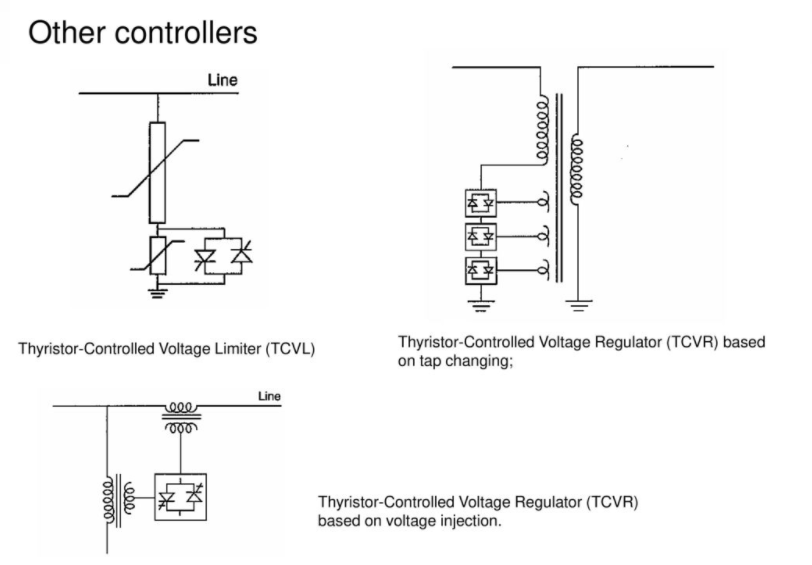 Other controllers
Line
Thyristor-Controlled Voltage Limiter (TCVL)
Thyristor-Controlled Voltage Regulator (TCVR) based
on tap changing;
Line
Thyristor-Controlled Voltage Regulator (TCVR)
based on voltage injection.